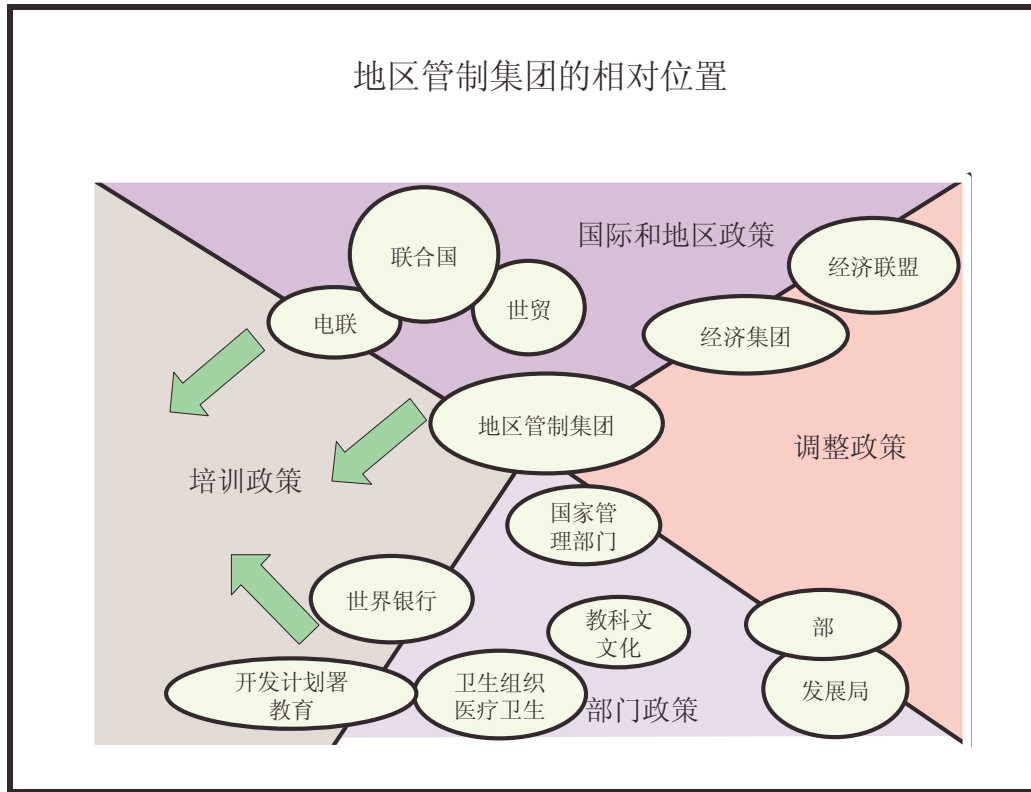 地区管制集团的相对位置
国际和地区政策
联合国
经济联盟
电联
世贸
经济集团
地区管制集团
调整政策
培训政策
国家管
理部门
世界银行
教科文
文化
部
开发计划署
教育
卫生组织
医疗卫生
部门政策
发展局